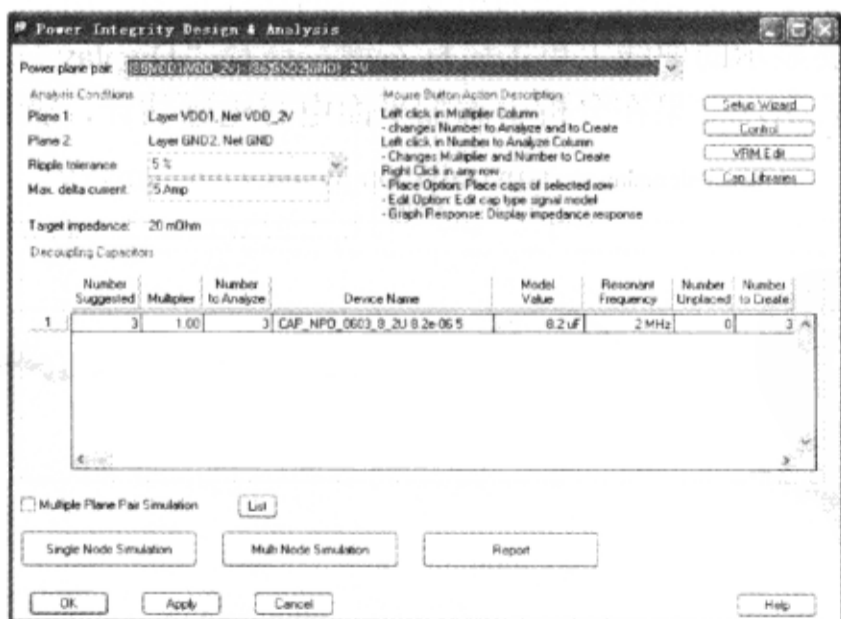 Power Integrity Design & Analysis
Power plane pair:
Analysis Conditions
Plane 1: Layer VDD1, Net VDD_2V
Plane 2: Layer GND2, Net GND
Ripple tolerance 5 %
Max. delta current: 5 Amp
Target impedance: 20 mOhm
Mouse Button Action Description
Left click in Multiplier Column
- changes Number to Analyze and to Create
Left click in Number to Analyze Column
- Changes Multiplier and Number to Create
Right Click in any row
- Place Option: Place caps of selected row
- Edit Option: Edit cap type signal model
- Graph Response: Display impedance response
Setup Wizard
Control
VRM Edit
Cap. Libraries
Decoupling Capacitors
Number Suggested Multiplier Number to Analyze Device Name Model Value Resonant Frequency Number Unplaced Number to Create
1 3 1.00 3 CAP_NPO_0603_8_2U 8.2e-06 5 8.2 uF 2 MHz 0 3
Multiple Plane Pair Simulation List
Single Node Simulation Multi Node Simulation Report
OK Apply Cancel Help